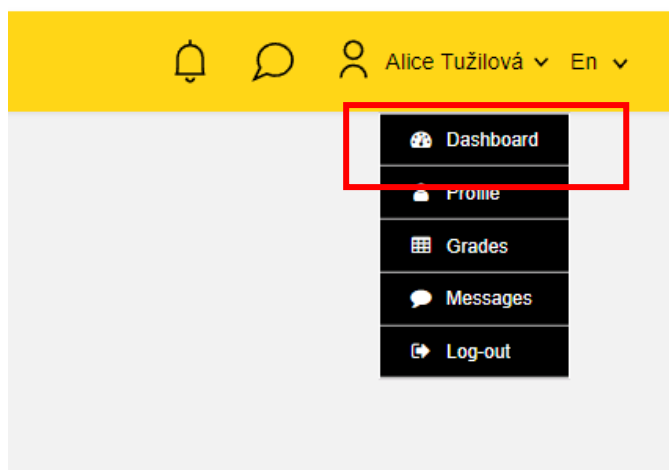 Alice Tužilová En
Dashboard
Profile
Grades
Messages
Log-out